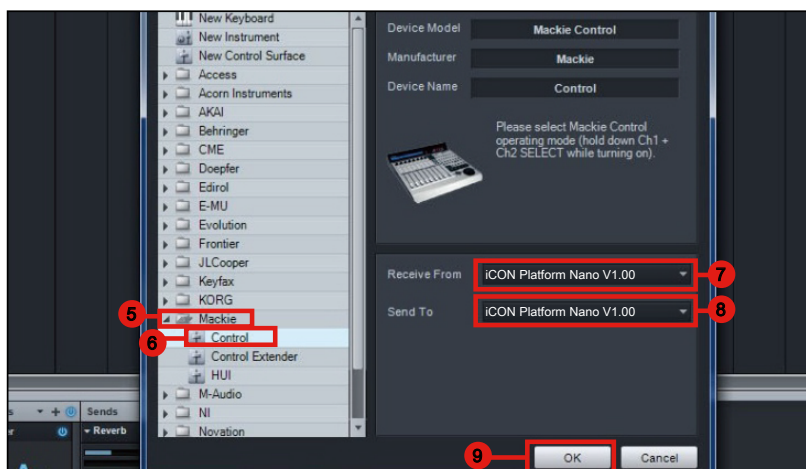 New Keyboard
New Instrument
New Control Surface
Access
Acorn Instruments
AKAI
Behringer
CME
Doepfer
Edirol
E-MU
Evolution
Frontier
JLCooper
Keyfax
KORG
5 Mackie
6 Control
Control Extender
HUI
M-Audio
NI
Novation
Device Model Mackie Control
Manufacturer Mackie
Device Name Control
Please select Mackie Control
operating mode (hold down Ch1 +
Ch2 SELECT while turning on).
Receive From iCON Platform Nano V1.00 7
Send To iCON Platform Nano V1.00 8
9 OK Cancel
Sends
Reverb